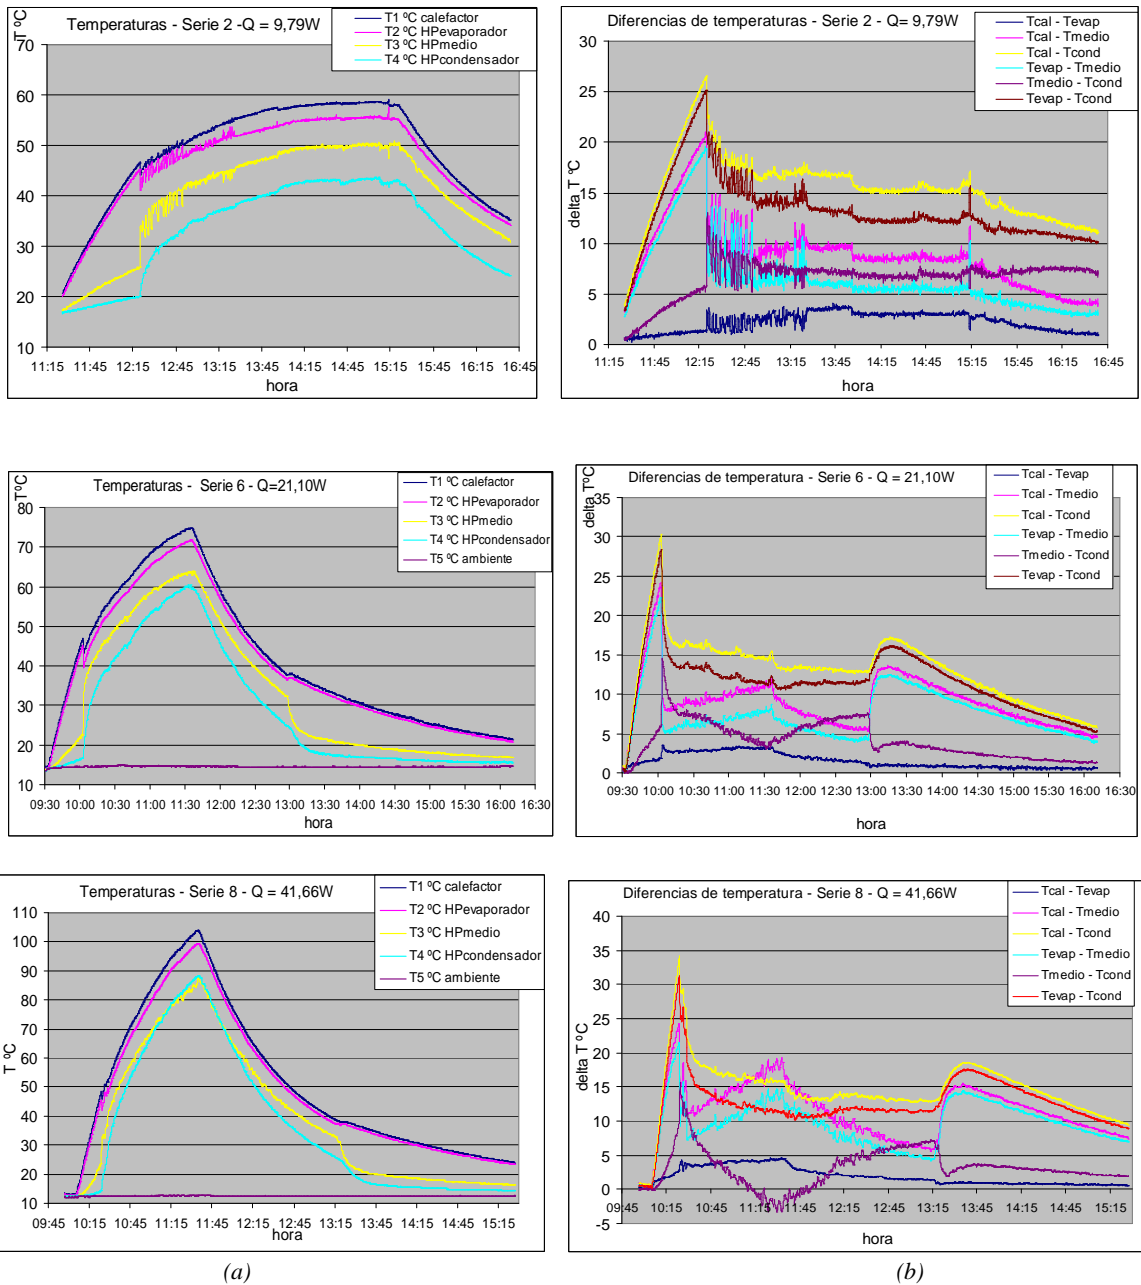 Temperaturas - Serie 2 -Q = 9,79W
T ºC
T1 ºC calefactor
T2 ºC HPevaporador
T3 ºC HPmedio
T4 ºC HPcondensador
70
60
50
40
30
20
10
11:15 11:45 12:15 12:45 13:15 13:45 14:15 14:45 15:15 15:45 16:15 16:45
hora
Diferencias de temperaturas - Serie 2 - Q= 9,79W
Tcal - Tevap
Tcal - Tmedio
Tcal - Tcond
Tevap - Tmedio
Tmedio - Tcond
Tevap - Tcond
delta T ºC
30
25
20
15
10
5
0
11:15 11:45 12:15 12:45 13:15 13:45 14:15 14:45 15:15 15:45 16:15 16:45
hora
Temperaturas - Serie 6 - Q=21,10W
TºC
T1 ºC calefactor
T2 ºC HPevaporador
T3 ºC HPmedio
T4 ºC HPcondensador
T5 ºC ambiente
80
70
60
50
40
30
20
10
09:30 10:00 10:30 11:00 11:30 12:00 12:30 13:00 13:30 14:00 14:30 15:00 15:30 16:00 16:30
hora
Diferencias de temperatura - Serie 6 - Q = 21,10W
delta TºC
Tcal - Tevap
Tcal - Tmedio
Tcal - Tcond
Tevap - Tmedio
Tmedio - Tcond
Tevap - Tcond
35
30
25
20
15
10
5
0
09:30 10:00 10:30 11:00 11:30 12:00 12:30 13:00 13:30 14:00 14:30 15:00 15:30 16:00 16:30
hora
Temperaturas - Serie 8 - Q = 41,66W
T ºC
T1 ºC calefactor
T2 ºC HPevaporador
T3 ºC HPmedio
T4 ºC HPcondensador
T5 ºC ambiente
110
100
90
80
70
60
50
40
30
20
10
09:45 10:15 10:45 11:15 11:45 12:15 12:45 13:15 13:45 14:15 14:45 15:15
hora
Diferencias de temperatura - Serie 8 - Q = 41,66W
delta T ºC
Tcal - Tevap
Tcal - Tmedio
Tcal - Tcond
Tevap - Tmedio
Tmedio - Tcond
Tevap - Tcond
40
35
30
25
20
15
10
5
0
-5
09:45 10:15 10:45 11:15 11:45 12:15 12:45 13:15 13:45 14:15 14:45 15:15
hora
(a)
(b)